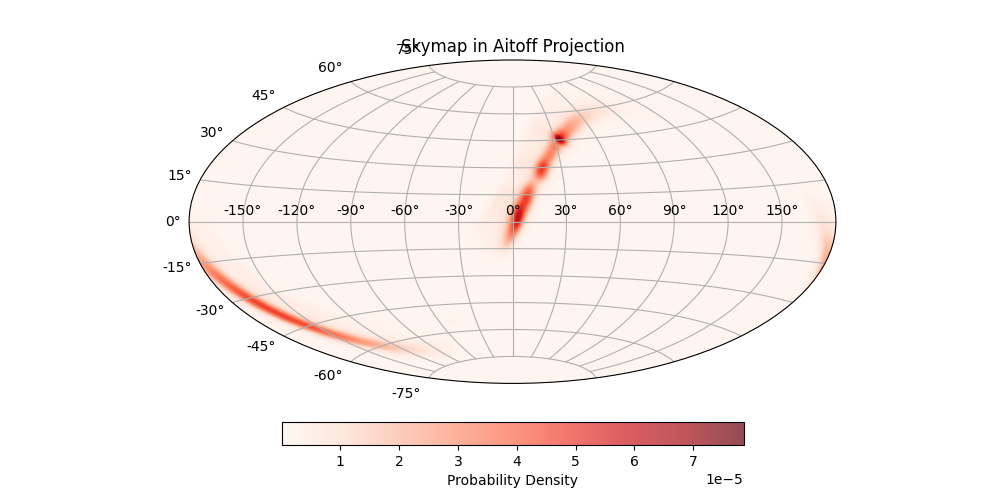 Skymap in Aitoff Projection
75°
60°
45°
30°
15°
-150° -120° -90° -60° -30° 0° 30° 60° 90° 120° 150°
0°
-15°
-30°
-45°
-60°
-75°
1 2 3 4 5 6 7
1e−5
Probability Density